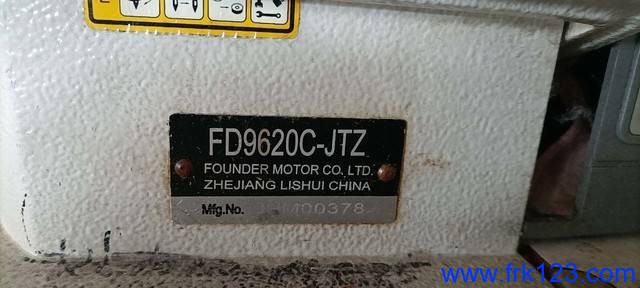 FD9620C-JTZ
FOUNDER MOTOR CO. LTD.
ZHEJIANG LISHUI CHINA
Mfg.No.
www.frk123.com